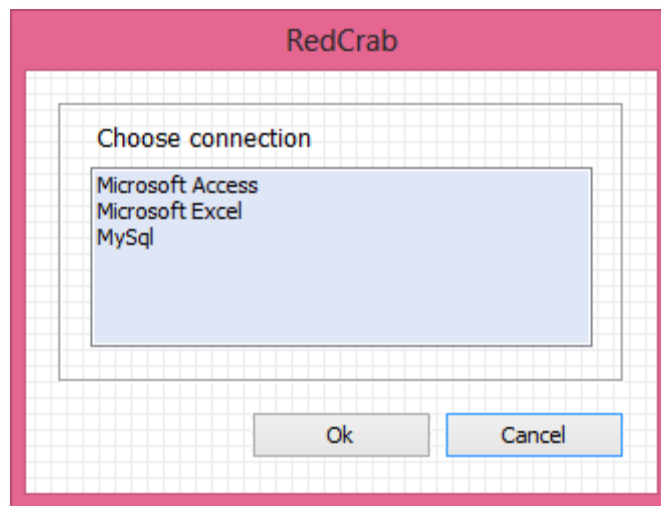 RedCrab
Choose connection
Microsoft Access
Microsoft Excel
MySql
Ok
Cancel